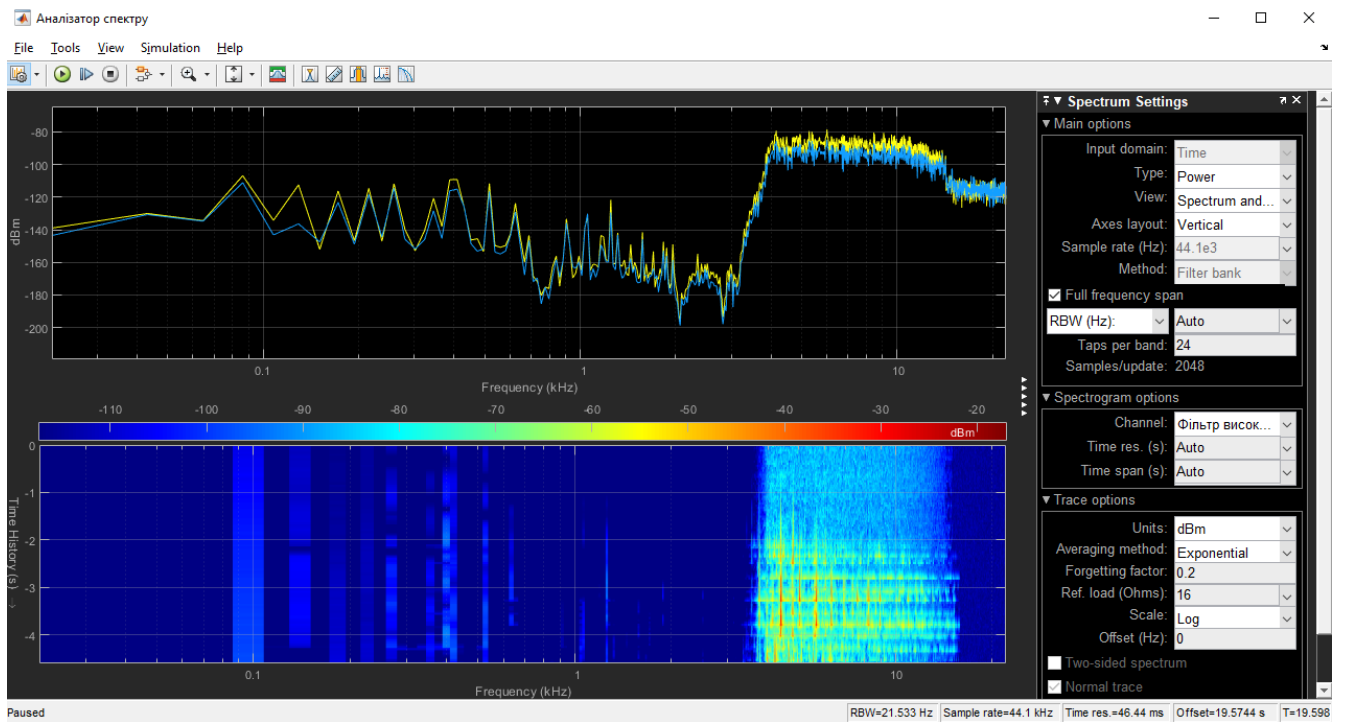 Аналізатор спектру
File Tools View Simulation Help
-80
-100
-120
-140
-160
-180
-200
dBm
0.1 1 10
Frequency (kHz)
-110 -100 -90 -80 -70 -60 -50 -40 -30 -20
dBm
0
-1
-2
-3
-4
Time History (s) →
0.1 1 10
Frequency (kHz)
Spectrum Settings
Main options
Input domain: Time
Type: Power
View: Spectrum and...
Axes layout: Vertical
Sample rate (Hz): 44.1e3
Method: Filter bank
Full frequency span
RBW (Hz): Auto
Taps per band: 24
Samples/update: 2048
Spectrogram options
Channel: Фільтр висок...
Time res. (s): Auto
Time span (s): Auto
Trace options
Units: dBm
Averaging method: Exponential
Forgetting factor: 0.2
Ref. load (Ohms): 16
Scale: Log
Offset (Hz): 0
Two-sided spectrum
Normal trace
Paused
RBW=21.533 Hz Sample rate=44.1 kHz Time res.=46.44 ms Offset=19.5744 s T=19.598